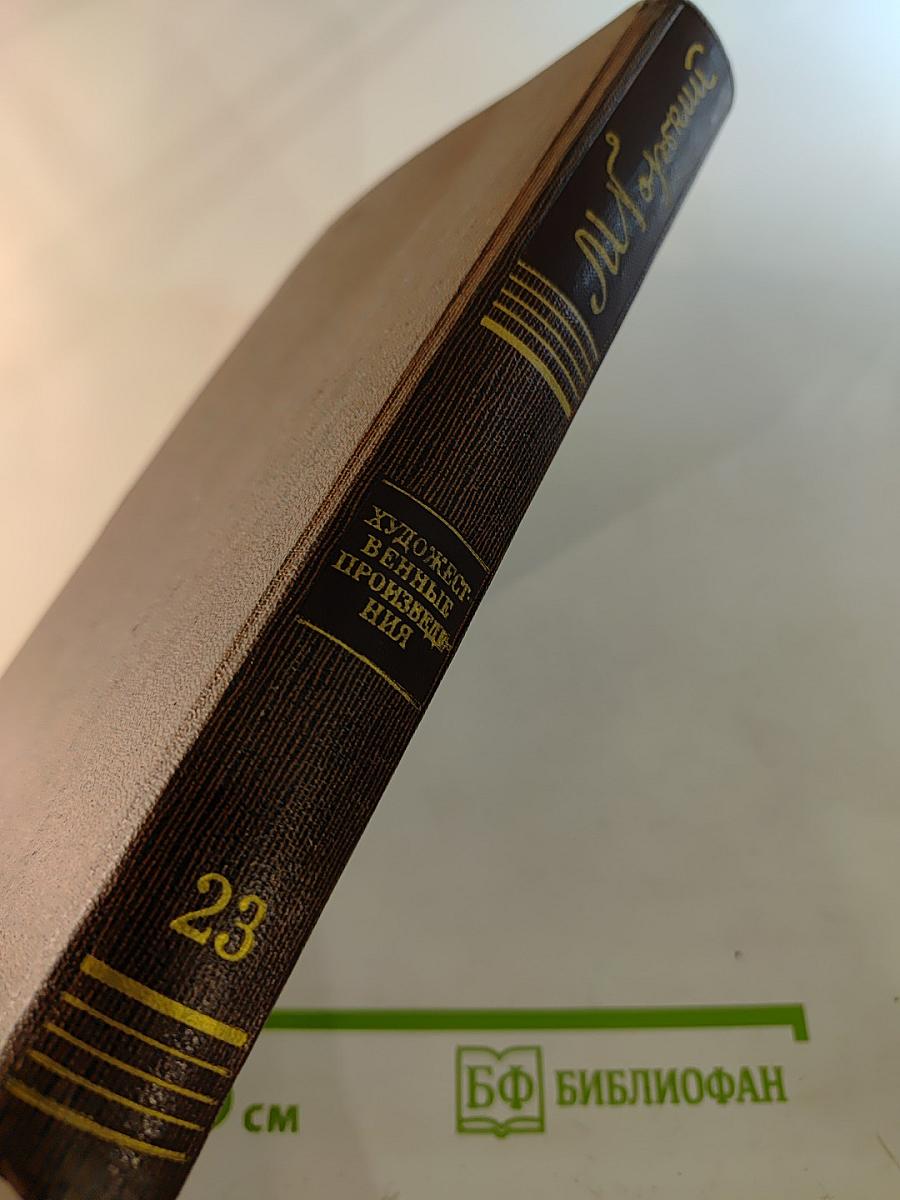 М. Горький
ХУДОЖЕСТ-
ВЕННЫЕ
ПРОИЗВЕДЕ-
НИЯ
23
см
БФ БИБЛИОФАН